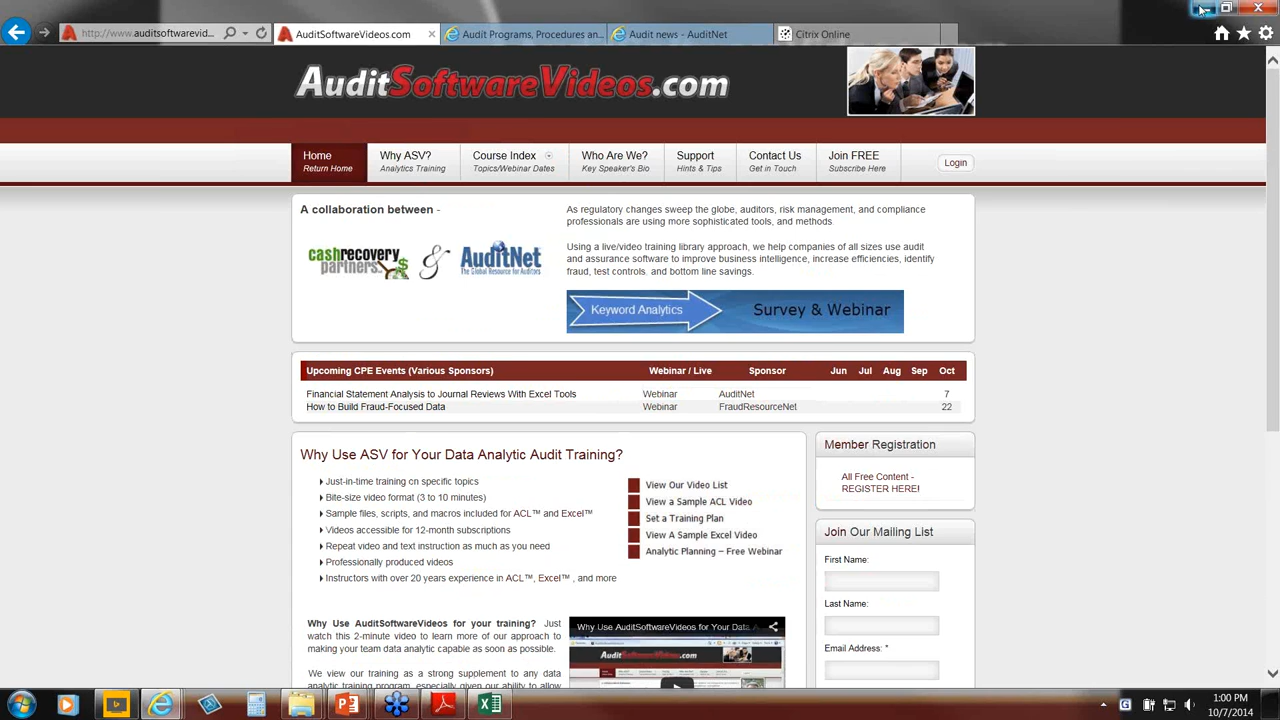 http://www.auditsoftwarevid...
AuditSoftwareVideos.com
Audit Programs, Procedures an...
Audit news - AuditNet
Citrix Online
AuditSoftwareVideos.com
Home
Return Home
Why ASV?
Analytics Training
Course Index
Topics/Webinar Dates
Who Are We?
Key Speaker's Bio
Support
Hints & Tips
Contact Us
Get in Touch
Join FREE
Subscribe Here
Login
A collaboration between -
cashrecovery
partners
&
AuditNet
The Global Resource for Auditors
As regulatory changes sweep the globe, auditors, risk management, and compliance
professionals are using more sophisticated tools, and methods
Using a live/video training library approach, we help companies of all sizes use audit
and assurance software to improve business intelligence, increase efficiencies, identify
fraud, test controls and bottom line savings.
Keyword Analytics
Survey & Webinar
Upcoming CPE Events (Various Sponsors) Webinar / Live Sponsor Jun Jul Aug Sep Oct
Financial Statement Analysis to Journal Reviews With Excel Tools Webinar AuditNet 7
How to Build Fraud-Focused Data Webinar FraudResourceNet 22
Why Use ASV for Your Data Analytic Audit Training?
Just-in-time training on specific topics
Bite-size video format (3 to 10 minutes)
Sample files, scripts, and macros included for ACL™ and Excel™
Videos accessible for 12-month subscriptions
Repeat video and text instruction as much as you need
Professionally produced videos
Instructors with over 20 years experience in ACL™, Excel™ , and more
View Our Video List
View a Sample ACL Video
Set a Training Plan
View A Sample Excel Video
Analytic Planning – Free Webinar
Why Use AuditSoftwareVideos for your training? Just
watch this 2-minute video to learn more of our approach to
making your team data analytic capable as soon as possible.
We view our training as a strong supplement to any data
analytic training program, especially given our ability to allow
Why Use AuditSoftwareVideos for Your Data A
AuditSoftwareVideos.com
Member Registration
All Free Content -
REGISTER HERE!
Join Our Mailing List
First Name:
Last Name:
Email Address: *
1:00 PM
10/7/2014